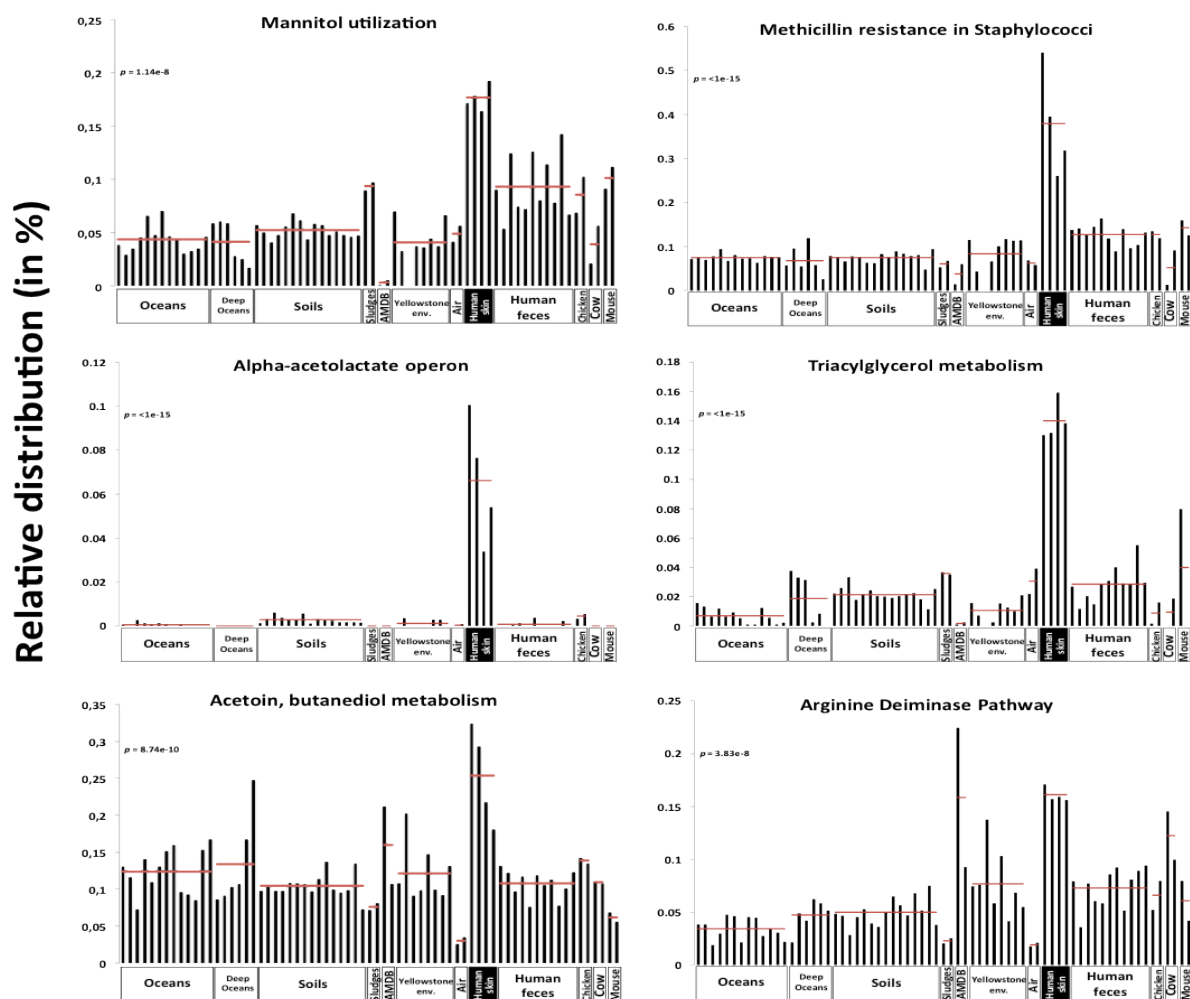 Relative distribution (in %)
Mannitol utilization
p = 1.14e-8
0,25
0,2
0,15
0,1
0,05
0
Oceans
Deep
Oceans
Soils
Sludges
AMDB
Yellowstone
env.
Air
Human
skin
Human
feces
Chicken
Cow
Mouse
Methicillin resistance in Staphylococci
p = <1e-15
0.6
0.5
0.4
0.3
0.2
0.1
0
Oceans
Deep
Oceans
Soils
Sludges
AMDB
Yellowstone
env.
Air
Human
skin
Human
feces
Chicken
Cow
Mouse
Alpha-acetolactate operon
p = <1e-15
0.12
0.1
0.08
0.06
0.04
0.02
0
Oceans
Deep
Oceans
Soils
Sludges
AMDB
Yellowstone
env.
Air
Human
skin
Human
feces
Chicken
Cow
Mouse
Triacylglycerol metabolism
p = <1e-15
0.18
0.16
0.14
0.12
0.1
0.08
0.06
0.04
0.02
0
Oceans
Deep
Oceans
Soils
Sludges
AMDB
Yellowstone
env.
Air
Human
skin
Human
feces
Chicken
Cow
Mouse
Acetoin, butanediol metabolism
p = 8.74e-10
0,35
0,3
0,25
0,2
0,15
0,1
0,05
0
Oceans
Deep
Oceans
Soils
Sludges
AMDB
Yellowstone
env.
Air
Human
skin
Human
feces
Chicken
Cow
Mouse
Arginine Deiminase Pathway
p = 3.83e-8
0.25
0.2
0.15
0.1
0.05
0
Oceans
Deep
Oceans
Soils
Sludges
AMDB
Yellowstone
env.
Air
Human
skin
Human
feces
Chicken
Cow
Mouse